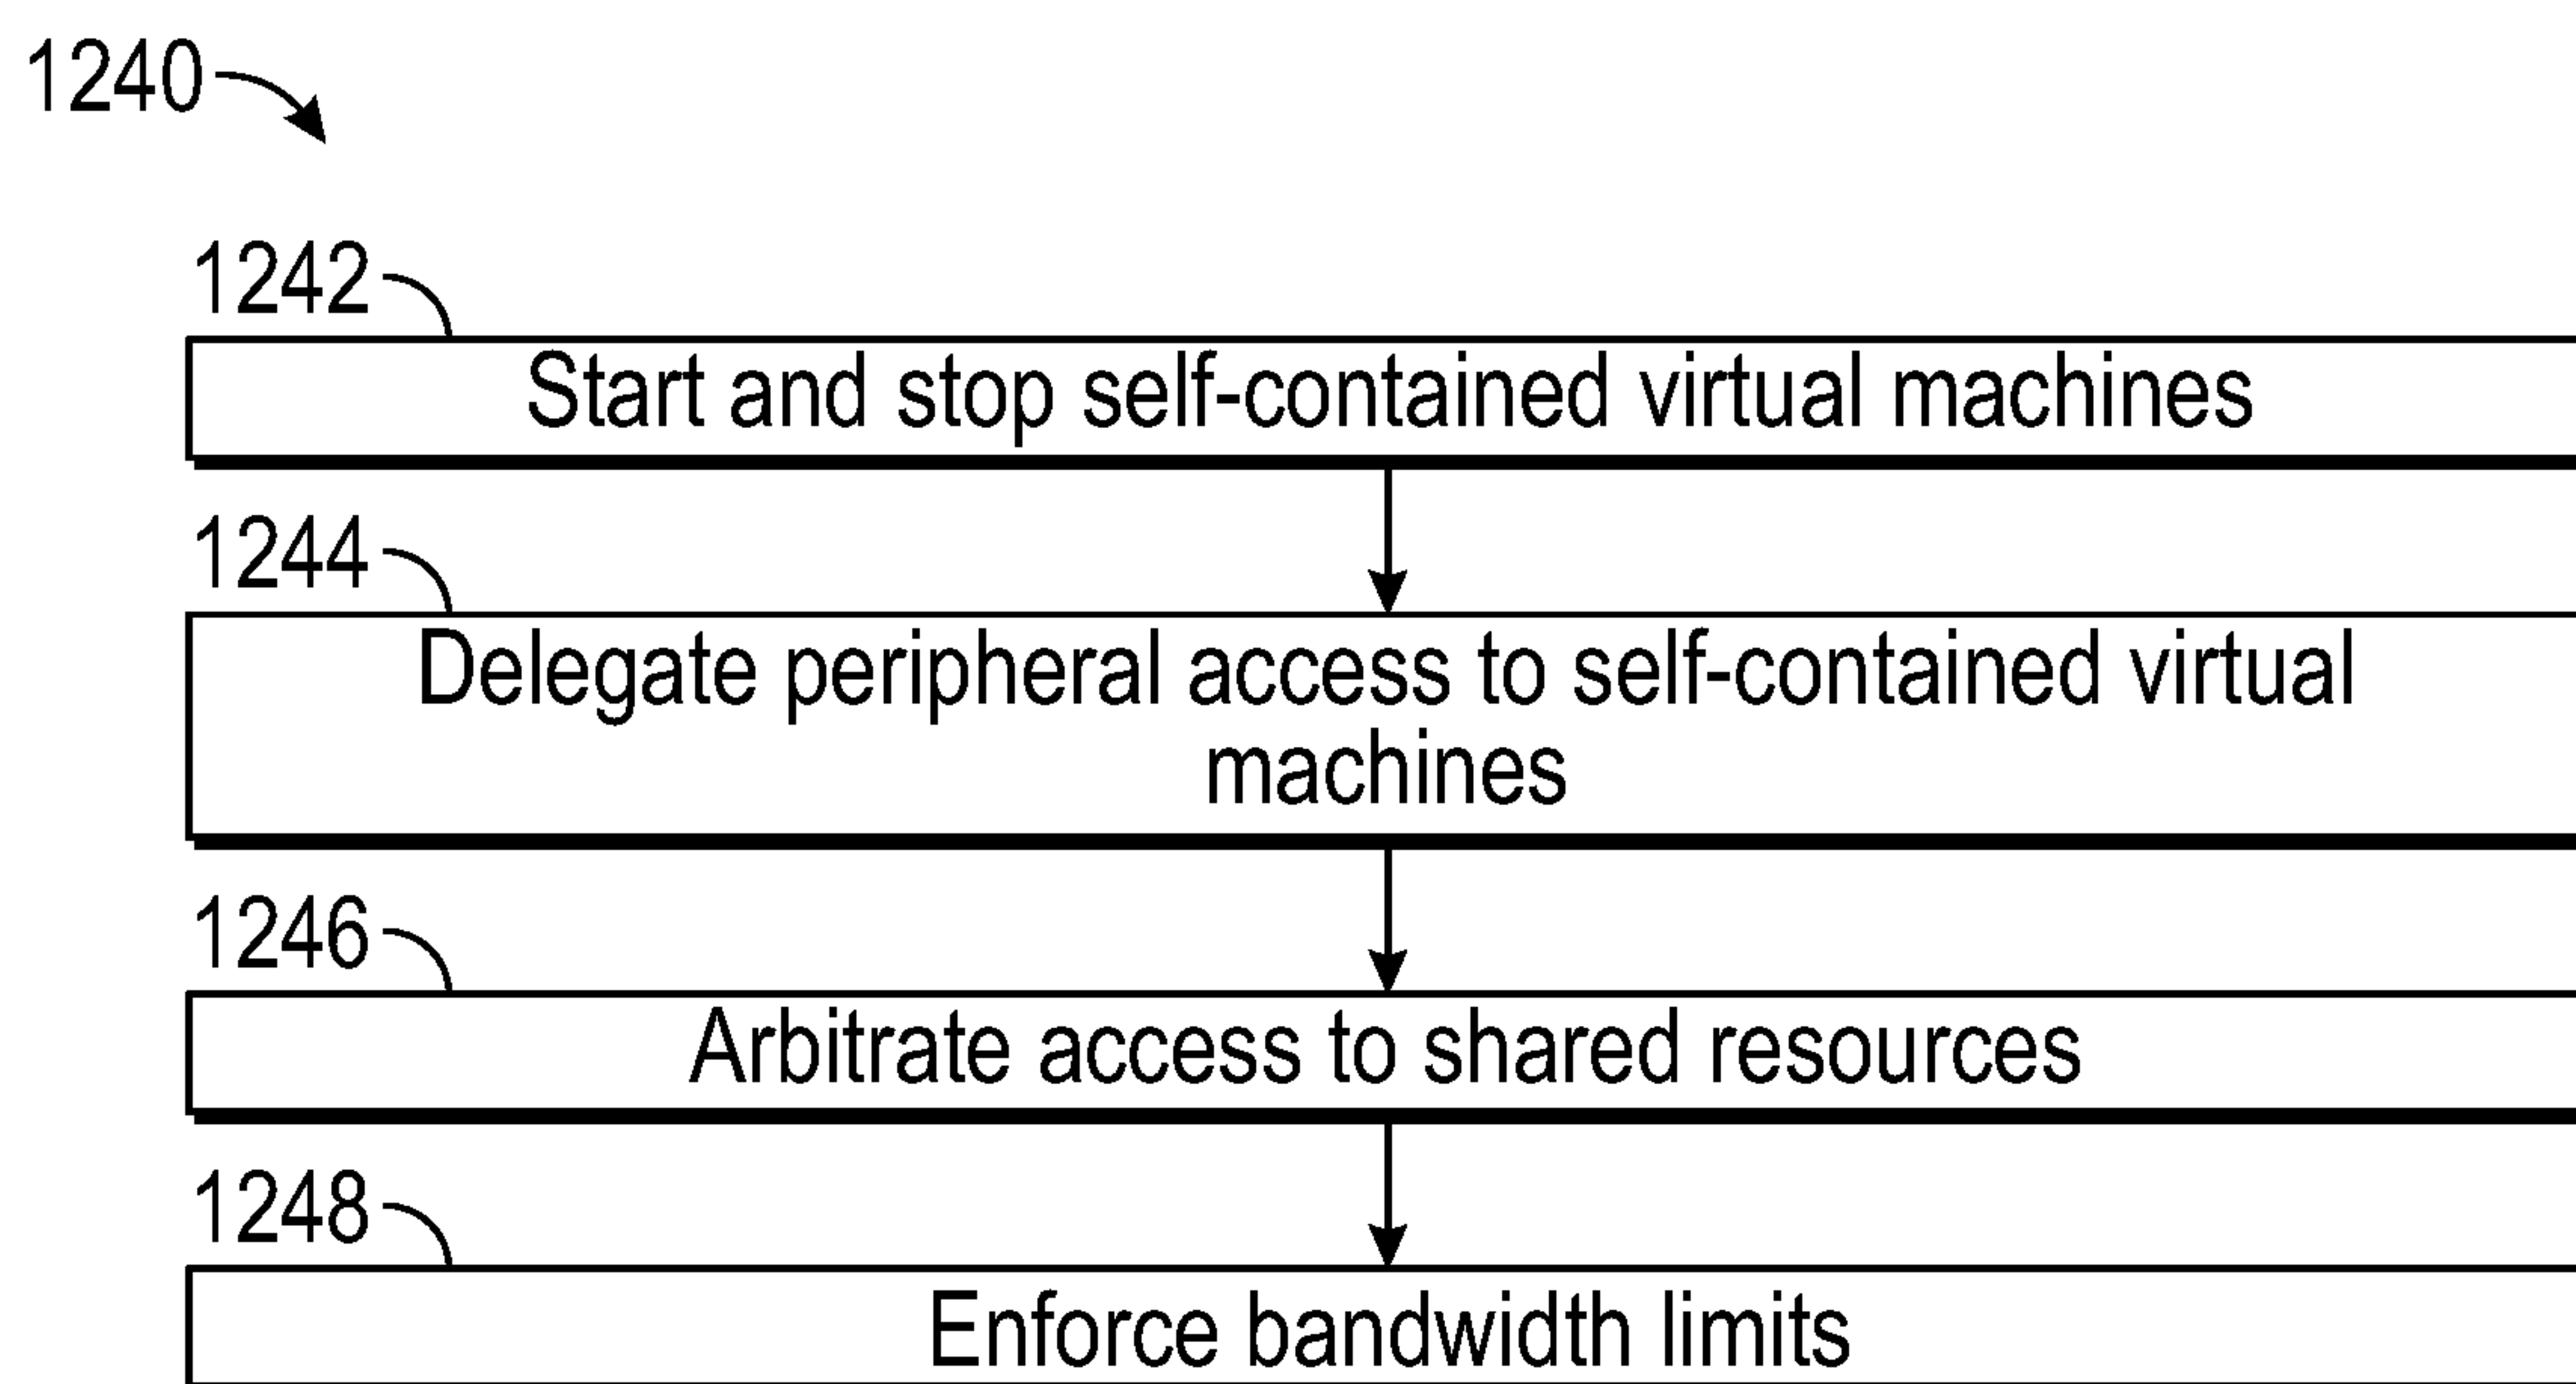 1240
1242
Start and stop self-contained virtual machines
1244
Delegate peripheral access to self-contained virtual
machines
1246
Arbitrate access to shared resources
1248
Enforce bandwidth limits